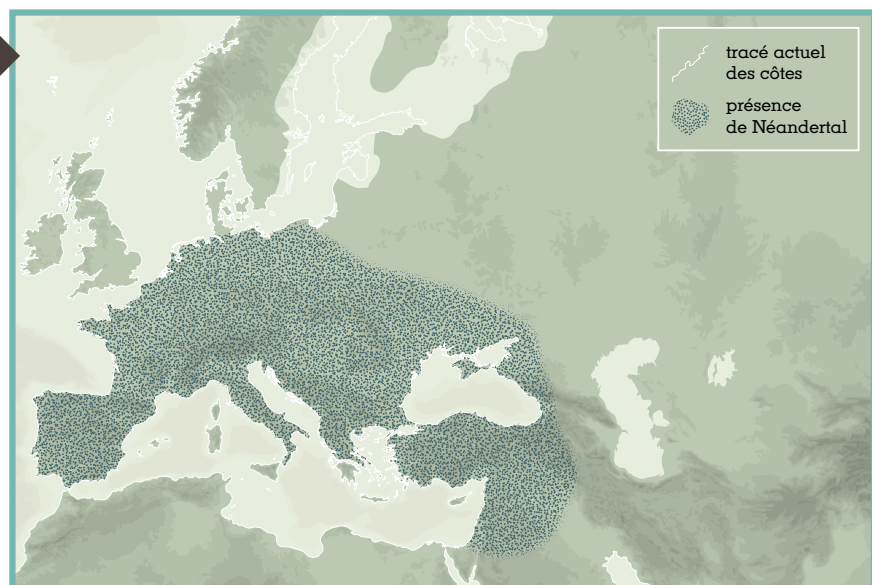 tracé actuel
des côtes
présence
de Néandertal